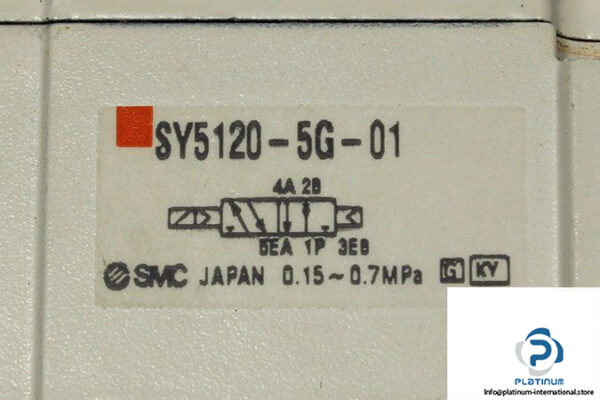 SY5120-5G-01
4A 2B
5EA 1P 3EB
SMC JAPAN 0.15~0.7MPa G KY
PLATINUM
Info@platinum-international.store